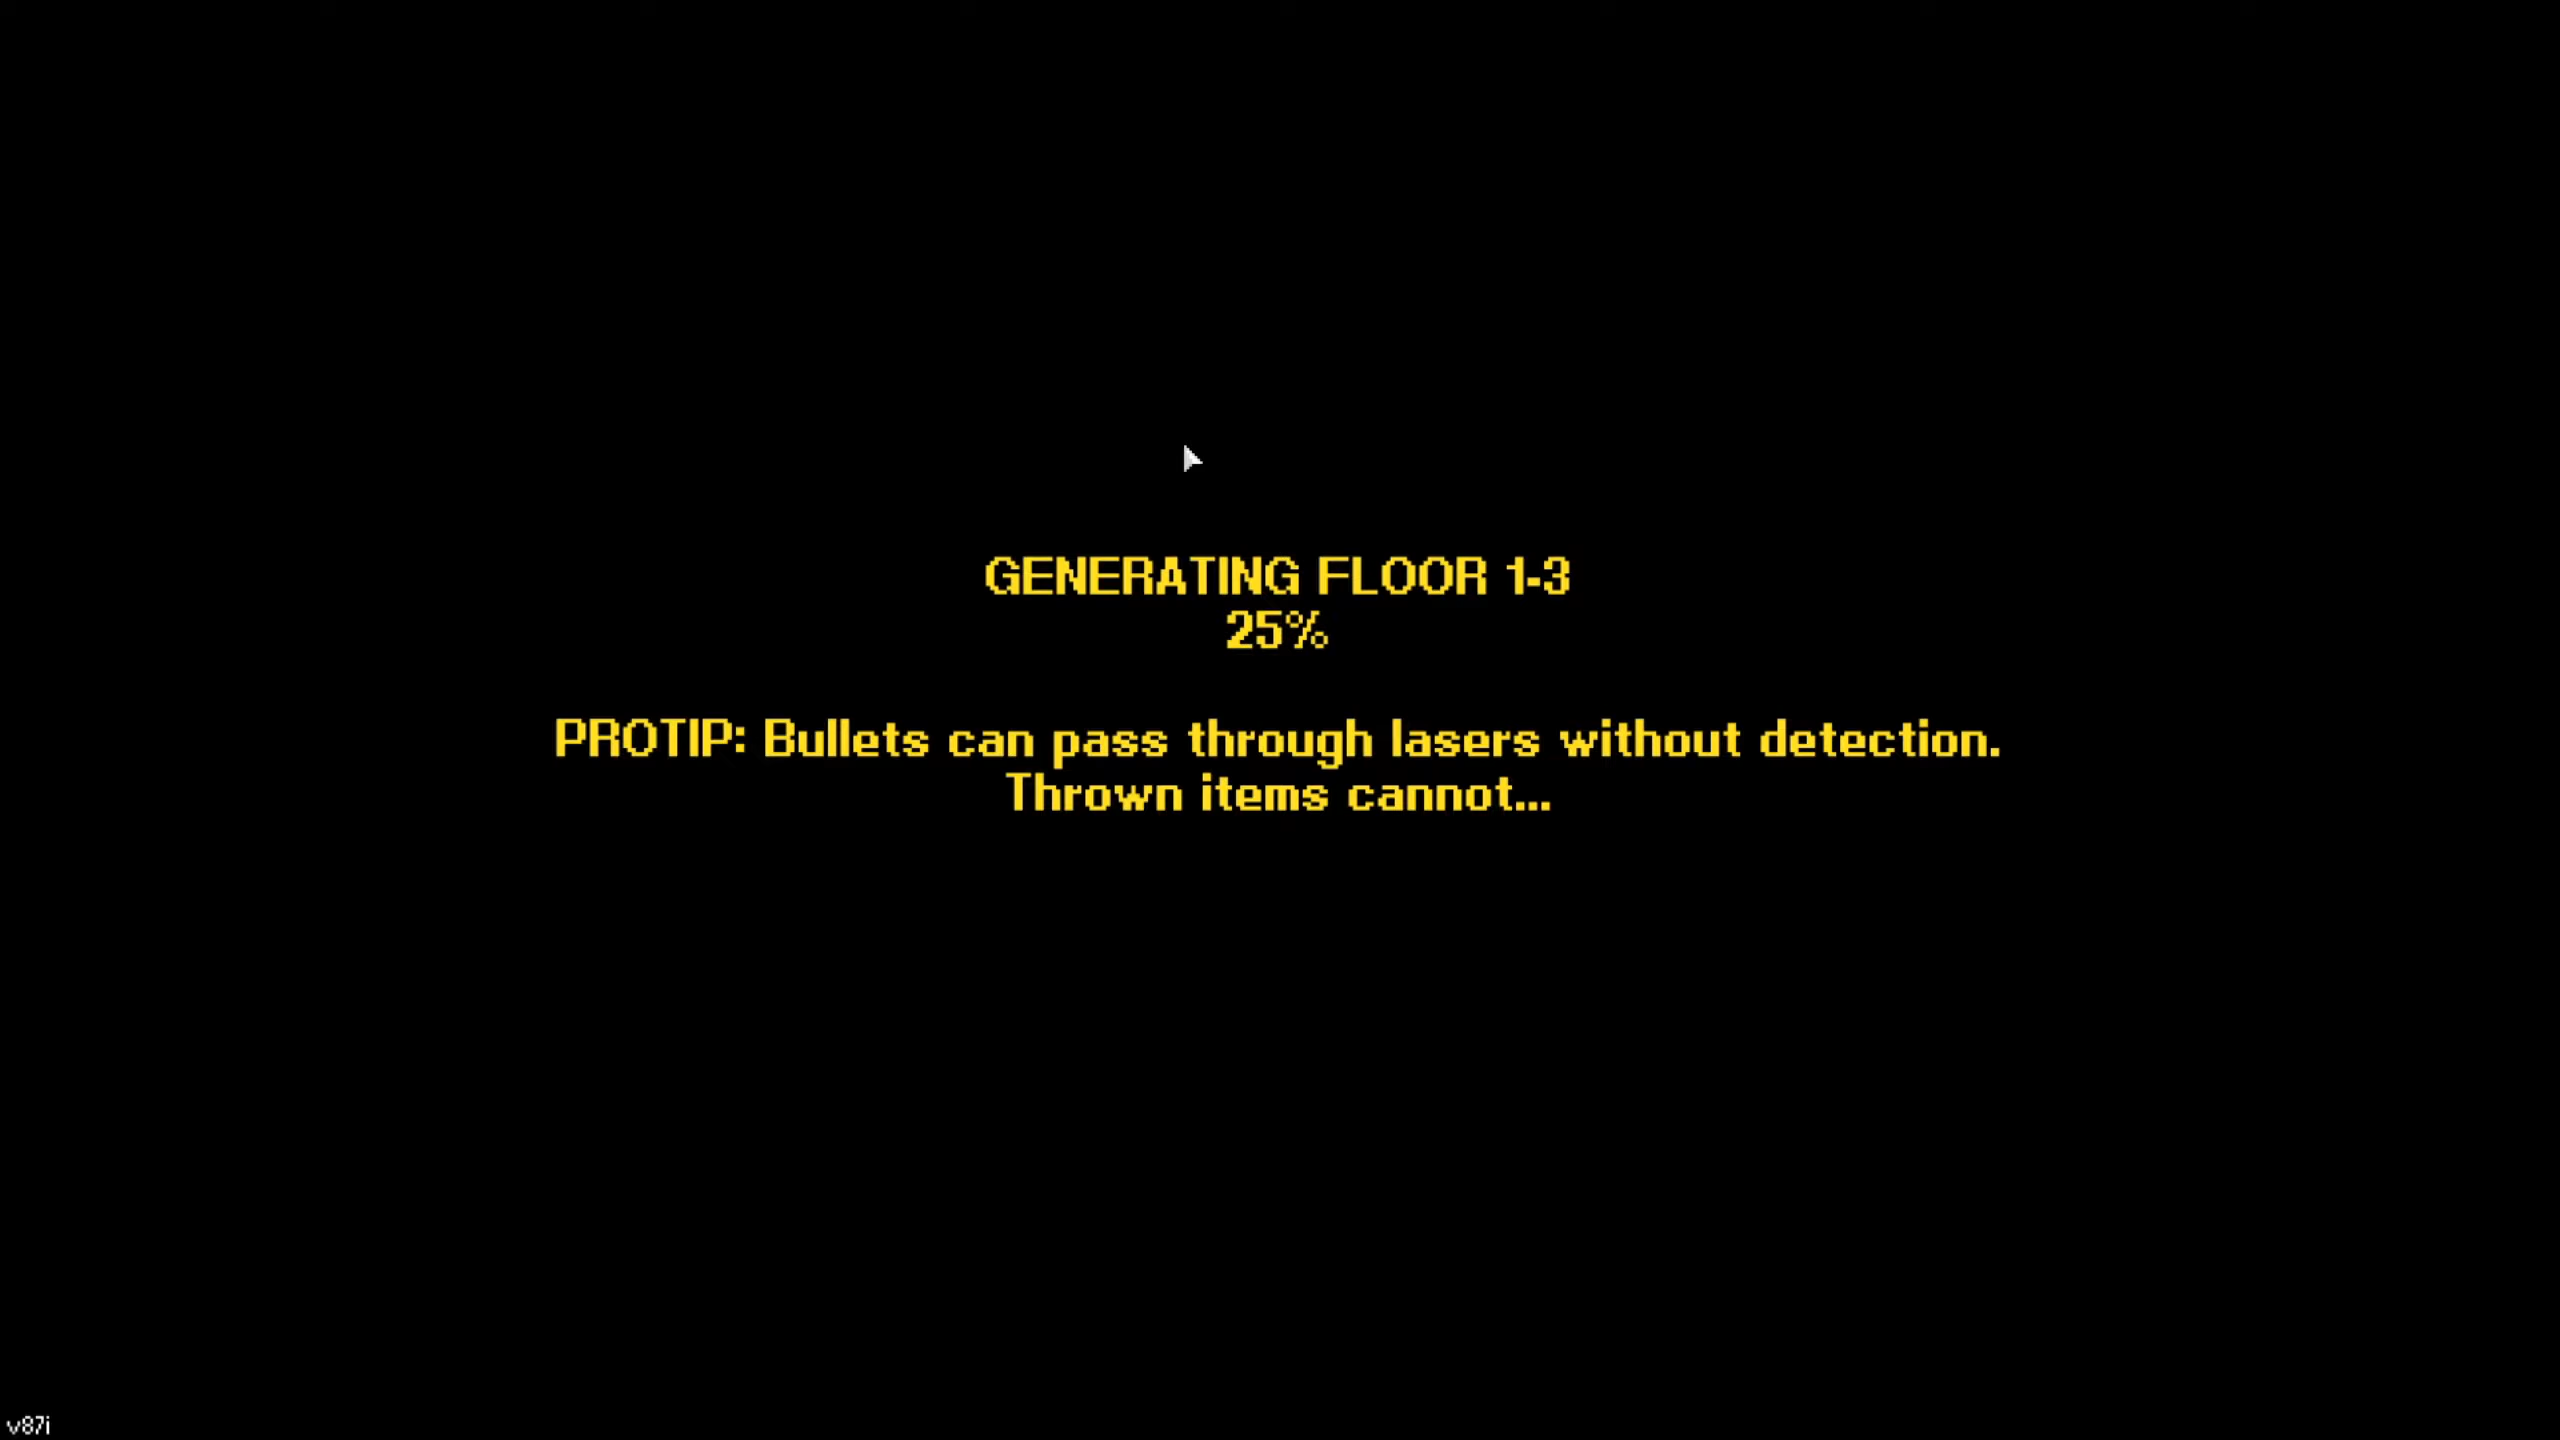 GENERATING FLOOR 1-3
25%
PROTIP: Bullets can pass through lasers without detection.
Thrown items cannot...
v87i